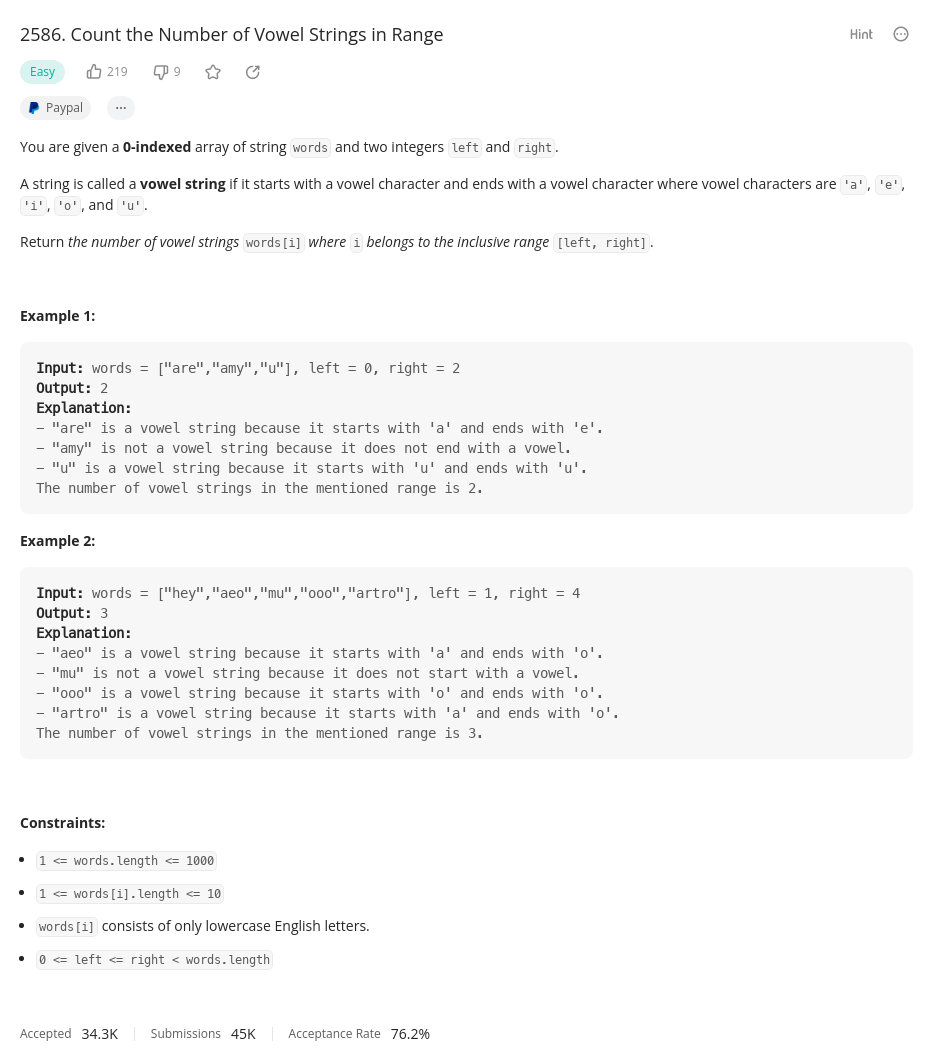 2586. Count the Number of Vowel Strings in Range
Hint
Easy 219 9
Paypal ...
You are given a 0-indexed array of string words and two integers left and right.
A string is called a vowel string if it starts with a vowel character and ends with a vowel character where vowel characters are 'a', 'e',
'i', 'o', and 'u'.
Return the number of vowel strings words[i] where i belongs to the inclusive range [left, right].
Example 1:
Input: words = ["are","amy","u"], left = 0, right = 2
Output: 2
Explanation:
- "are" is a vowel string because it starts with 'a' and ends with 'e'.
- "amy" is not a vowel string because it does not end with a vowel.
- "u" is a vowel string because it starts with 'u' and ends with 'u'.
The number of vowel strings in the mentioned range is 2.
Example 2:
Input: words = ["hey","aeo","mu","ooo","artro"], left = 1, right = 4
Output: 3
Explanation:
- "aeo" is a vowel string because it starts with 'a' and ends with 'o'.
- "mu" is not a vowel string because it does not start with a vowel.
- "ooo" is a vowel string because it starts with 'o' and ends with 'o'.
- "artro" is a vowel string because it starts with 'a' and ends with 'o'.
The number of vowel strings in the mentioned range is 3.
Constraints:
• 1 <= words.length <= 1000
• 1 <= words[i].length <= 10
• words[i] consists of only lowercase English letters.
• 0 <= left <= right < words.length
Accepted 34.3K Submissions 45K Acceptance Rate 76.2%